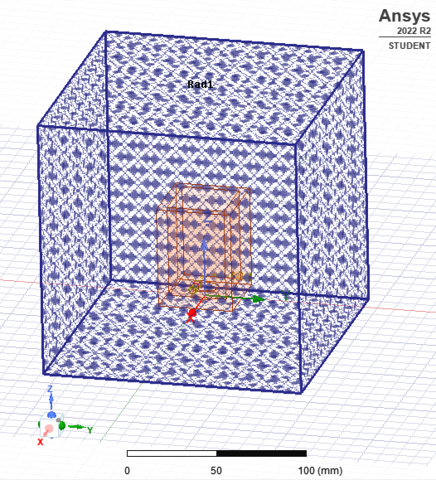 Ansys
2022 R2
STUDENT
Rad1
Z
Y
X
0 50 100 (mm)